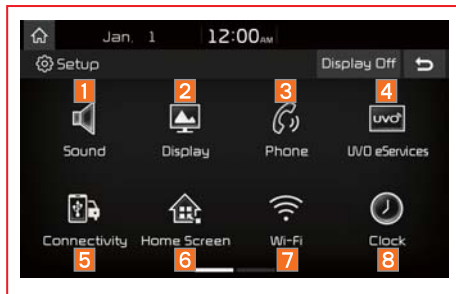 Jan. 1 12:00AM
Setup Display Off
1 2 3 4
uvo
Sound Display Phone UVO eServices
Connectivity Home Screen Wi-Fi Clock
5 6 7 8